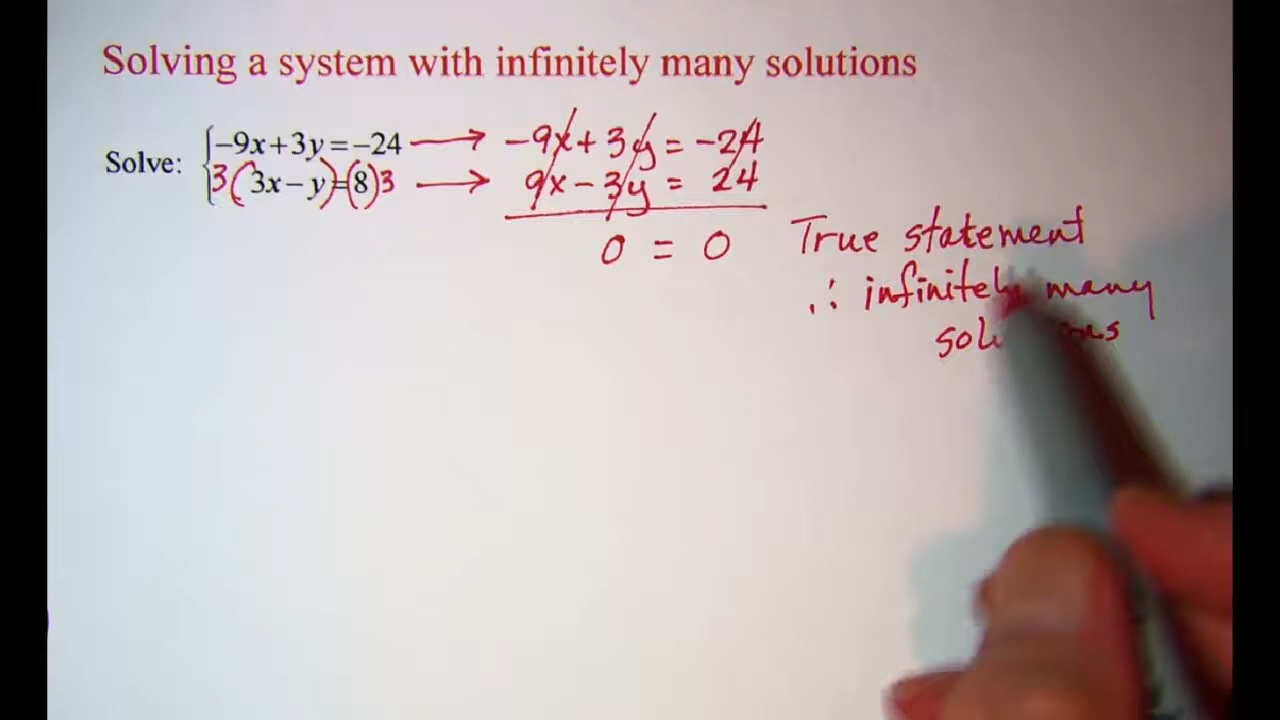 Solving a system with infinitely many solutions
Solve: { -9x+3y=-24 → -9x+3y = -24
3(3x-y)=(8)3 → 9x-3y = 24
0 = 0 True statement
∴ infinitely many